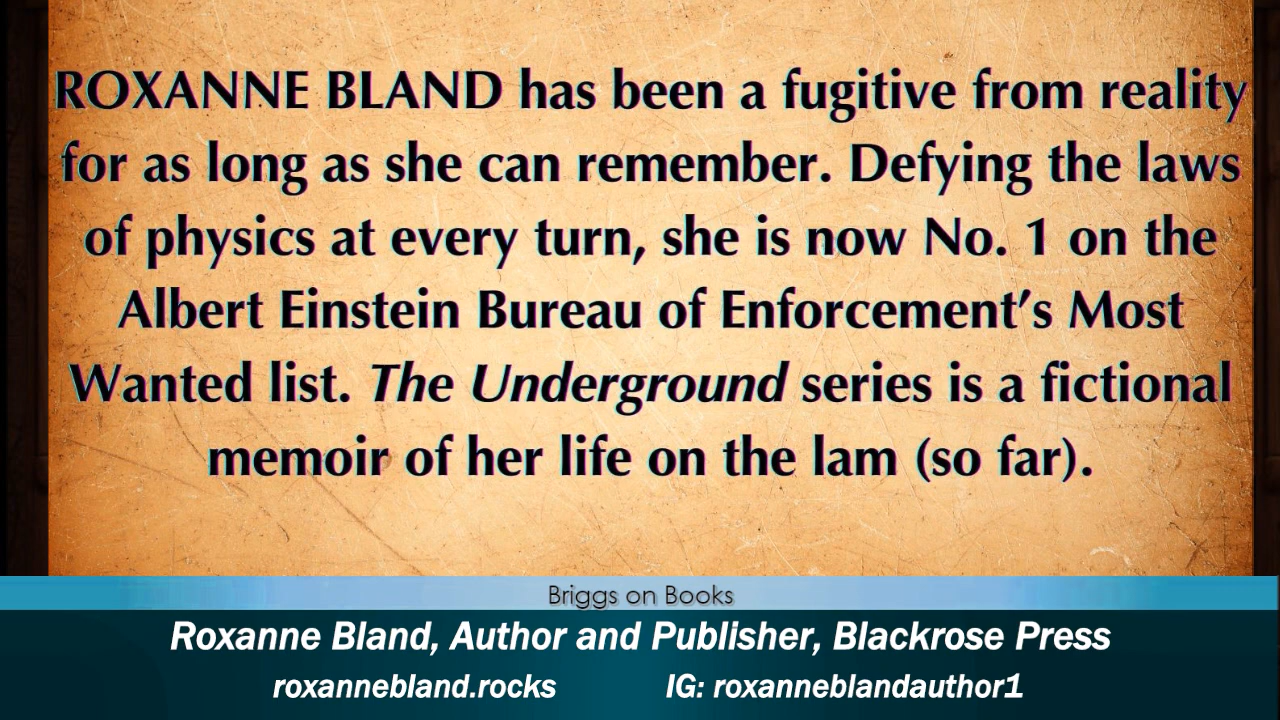 ROXANNE BLAND has been a fugitive from reality
for as long as she can remember. Defying the laws
of physics at every turn, she is now No. 1 on the
Albert Einstein Bureau of Enforcement’s Most
Wanted list. The Underground series is a fictional
memoir of her life on the lam (so far).
Briggs on Books
Roxanne Bland, Author and Publisher, Blackrose Press
roxannebland.rocks IG: roxanneblandauthor1